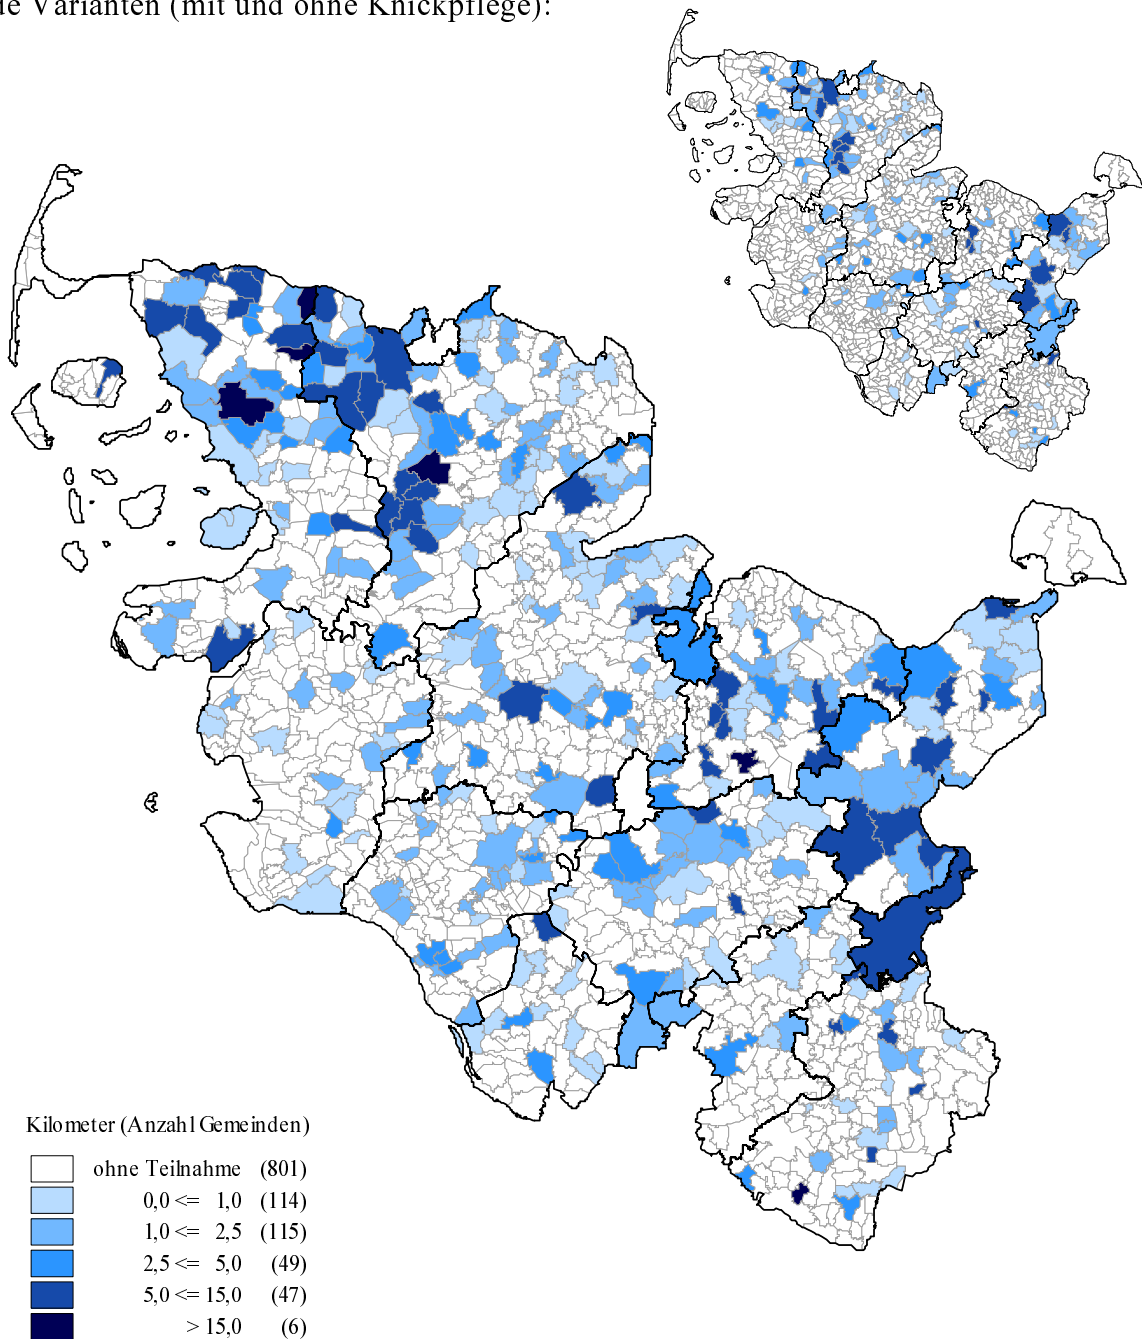 de Varianten (mit und ohne Knickpflege):
Kilometer (Anzahl Gemeinden)
ohne Teilnahme (801)
0,0 <= 1,0 (114)
1,0 <= 2,5 (115)
2,5 <= 5,0 (49)
5,0 <= 15,0 (47)
> 15,0 (6)